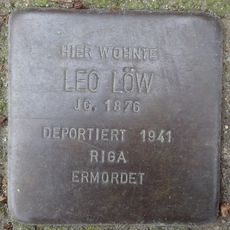 HIER WOHNTE
LEO LÖW
JG. 1876
DEPORTIERT 1941
RIGA
ERMORDET